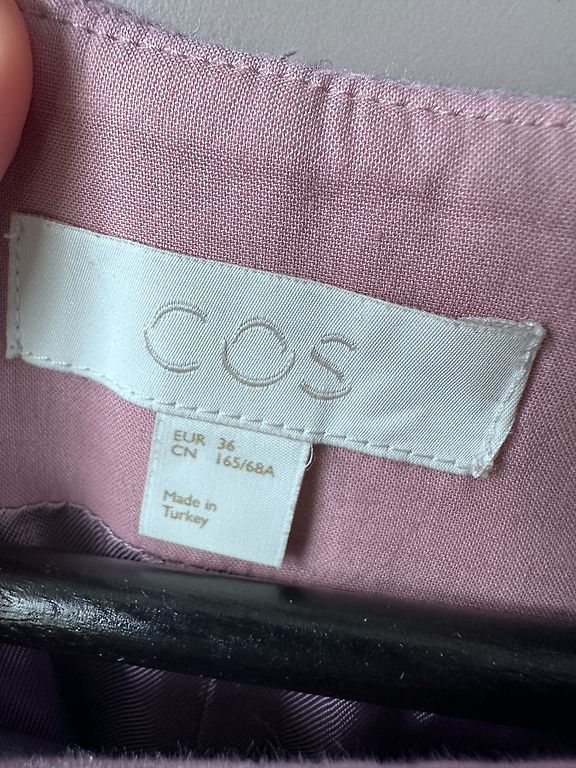 COS
EUR 36
CN 165/68A
Made in
Turkey